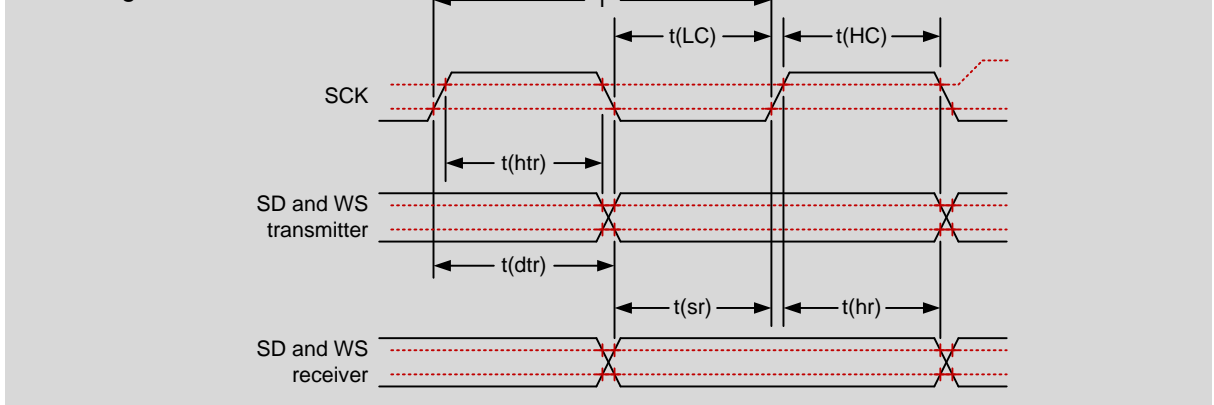 t(LC)
t(HC)
SCK
t(htr)
SD and WS
transmitter
t(dtr)
t(sr)
t(hr)
SD and WS
receiver